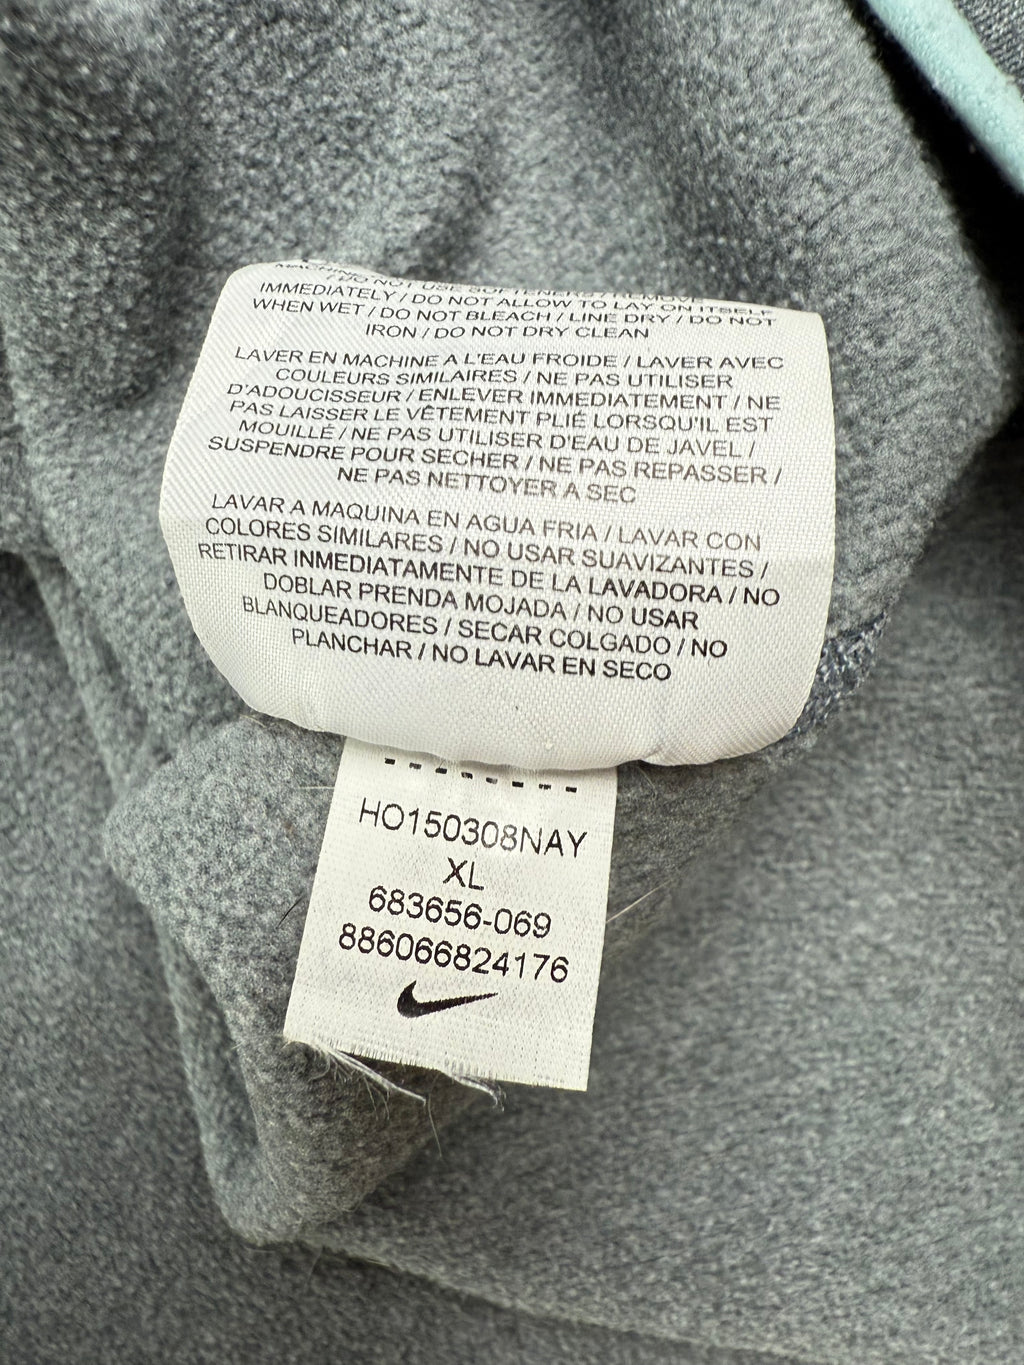 / DO NOT USE SOFTENERS / REMOVE
IMMEDIATELY / DO NOT ALLOW TO LAY ON ITSELF
WHEN WET / DO NOT BLEACH / LINE DRY / DO NOT
IRON / DO NOT DRY CLEAN
LAVER EN MACHINE A L'EAU FROIDE / LAVER AVEC
COULEURS SIMILAIRES / NE PAS UTILISER
D'ADOUCISSEUR / ENLEVER IMMEDIATEMENT / NE
PAS LAISSER LE VÊTEMENT PLIÉ LORSQU'IL EST
MOUILLÉ / NE PAS UTILISER D'EAU DE JAVEL /
SUSPENDRE POUR SECHER / NE PAS REPASSER /
NE PAS NETTOYER A SEC
LAVAR A MAQUINA EN AGUA FRIA / LAVAR CON
COLORES SIMILARES / NO USAR SUAVIZANTES /
RETIRAR INMEDIATAMENTE DE LA LAVADORA / NO
DOBLAR PRENDA MOJADA / NO USAR
BLANQUEADORES / SECAR COLGADO / NO
PLANCHAR / NO LAVAR EN SECO
HO150308NAY
XL
683656-069
886066824176